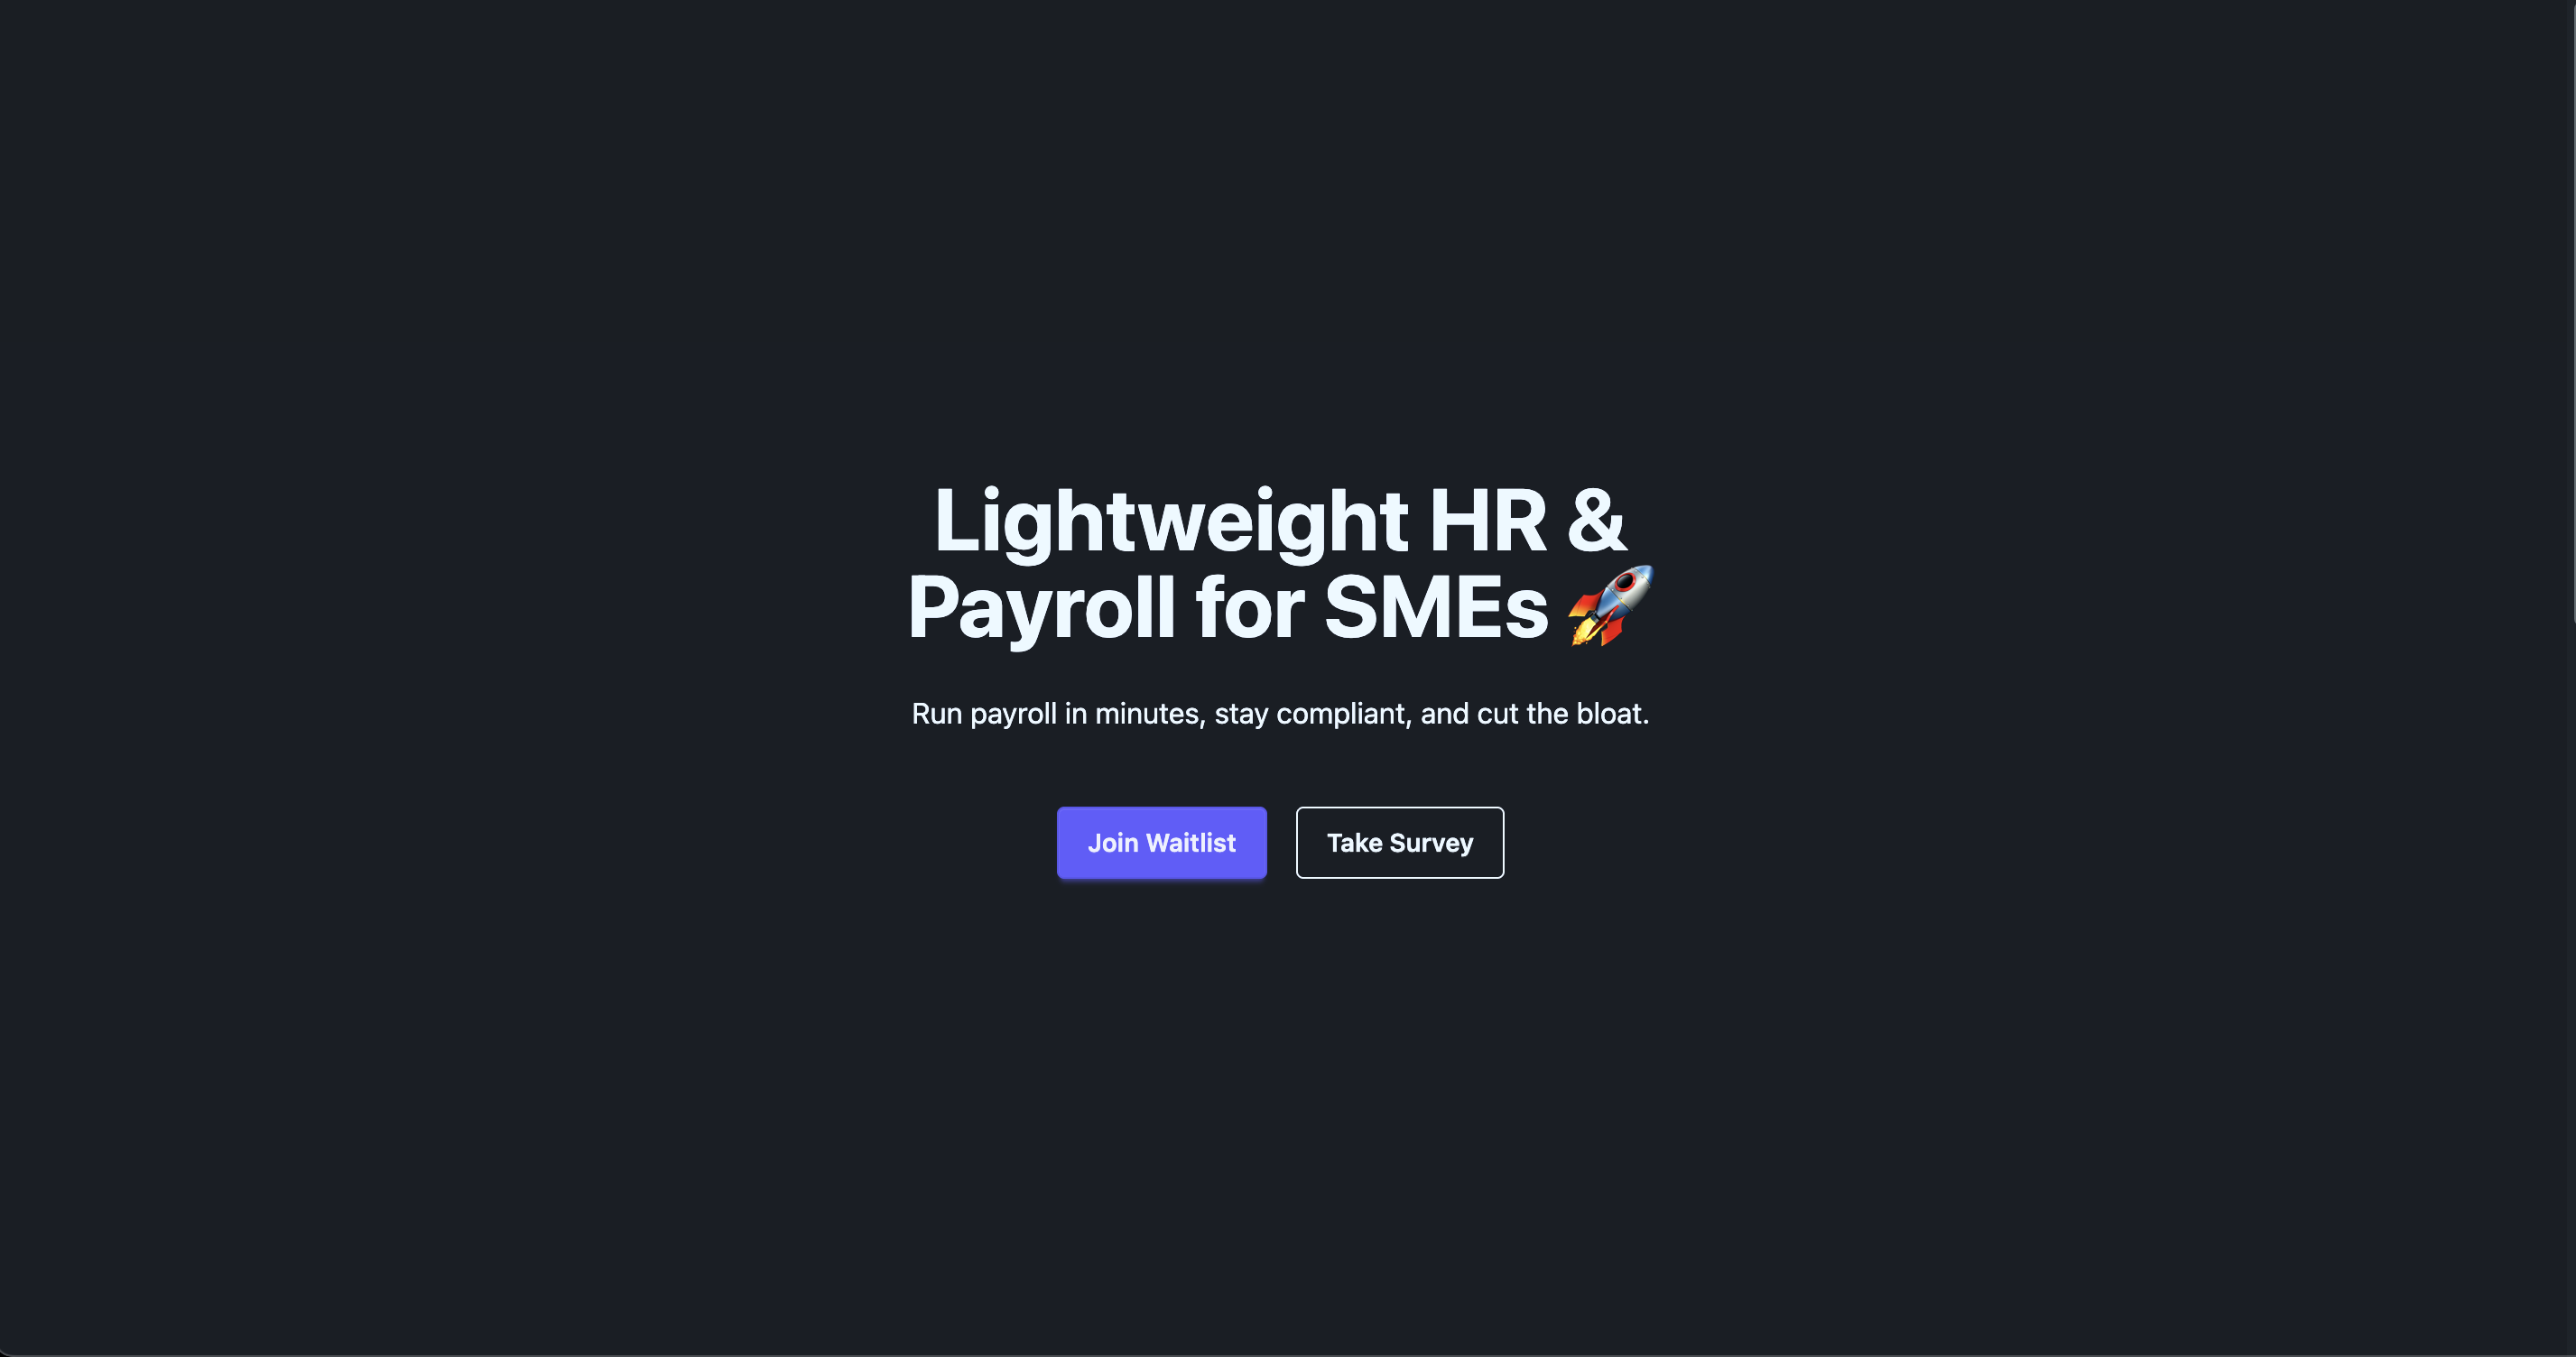 Lightweight HR &
Payroll for SMEs 🚀
Run payroll in minutes, stay compliant, and cut the bloat.
Join Waitlist
Take Survey